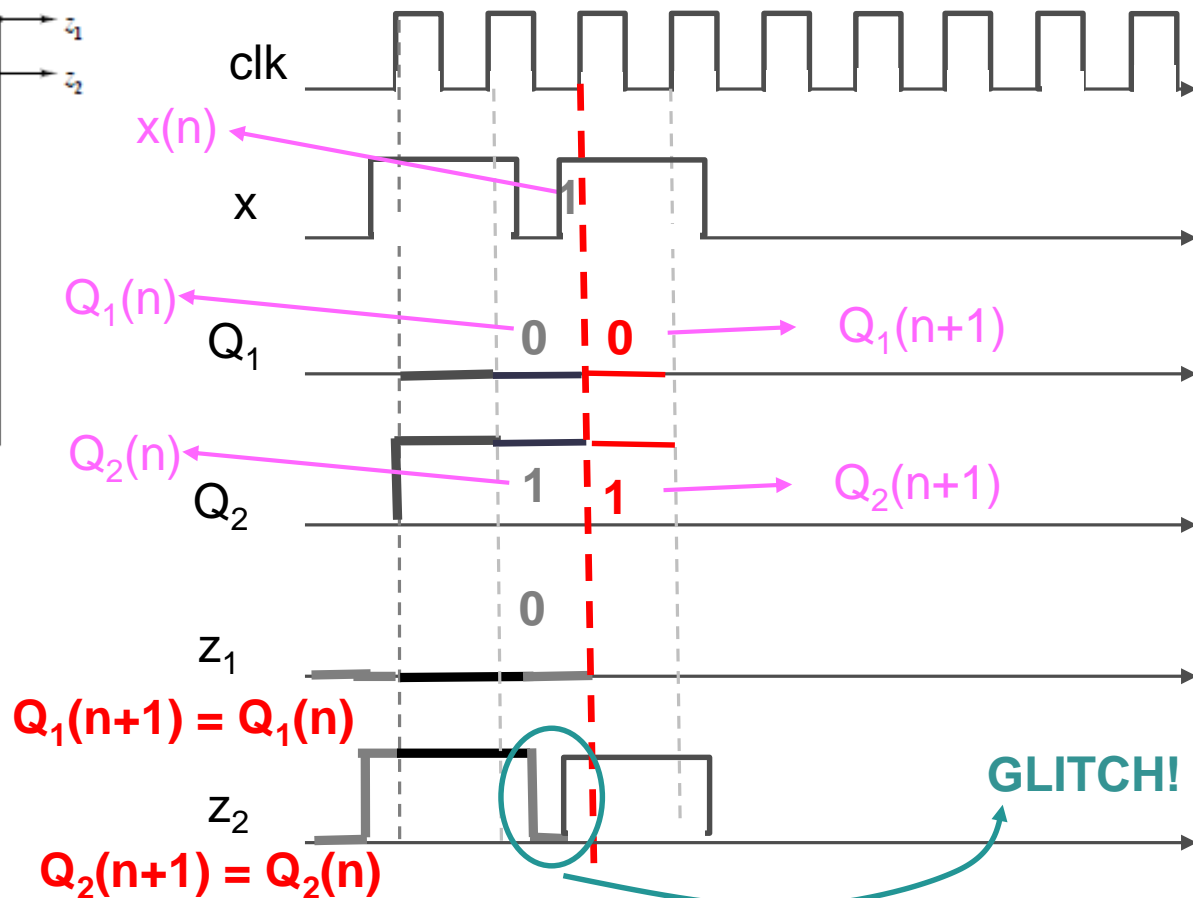 z₁
z₂
clk
x(n)
1
x
Q₁(n)
0
0
Q₁(n+1)
Q₁
Q₂(n)
1
1
Q₂(n+1)
Q₂
0
z₁
Q₁(n+1) = Q₁(n)
GLITCH!
z₂
Q₂(n+1) = Q₂(n)